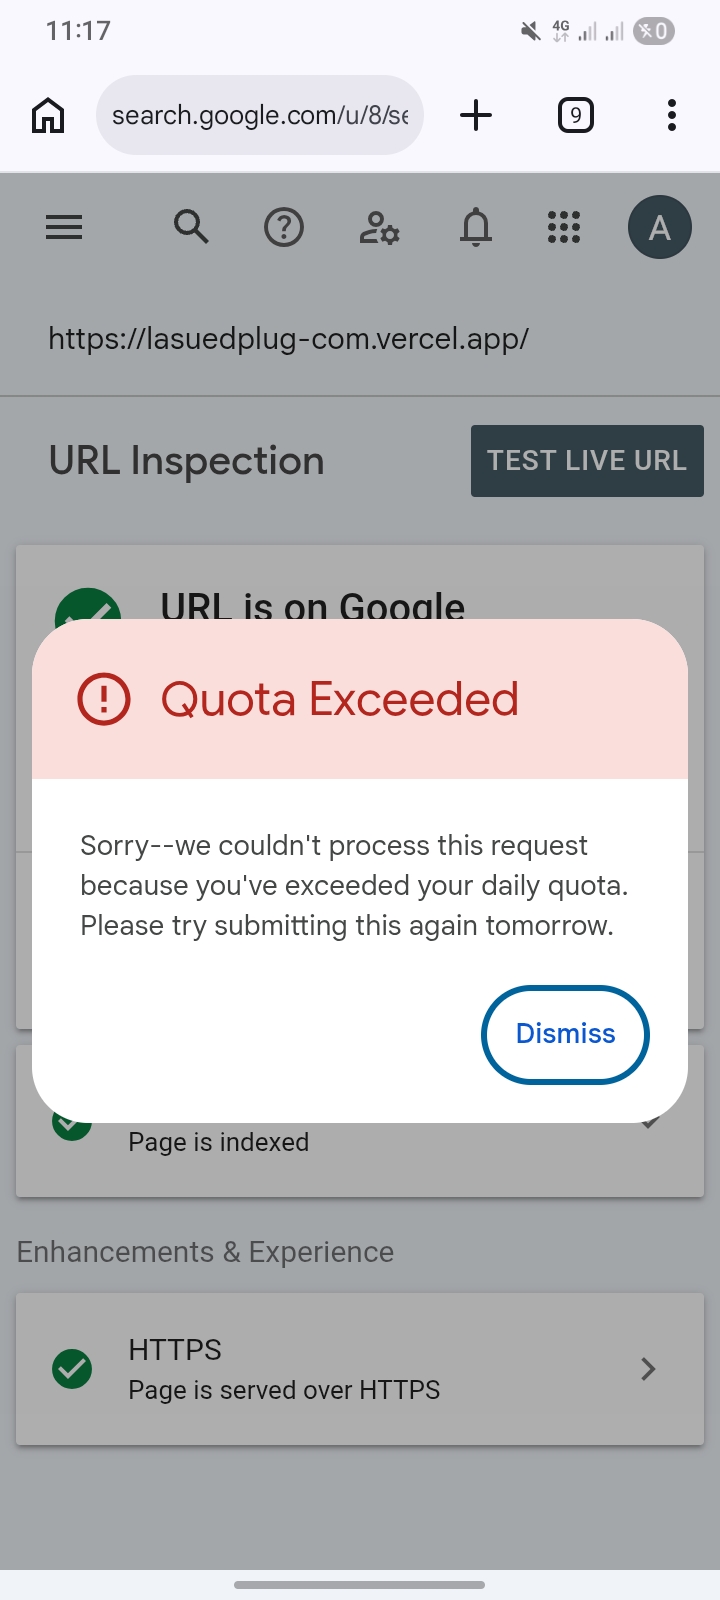 11:17
4G
0
search.google.com/u/8/se
9
A
https://lasuedplug-com.vercel.app/
URL Inspection
TEST LIVE URL
URL is on Google
Quota Exceeded
Sorry--we couldn't process this request
because you've exceeded your daily quota.
Please try submitting this again tomorrow.
Dismiss
Page is indexed
Enhancements & Experience
HTTPS
Page is served over HTTPS